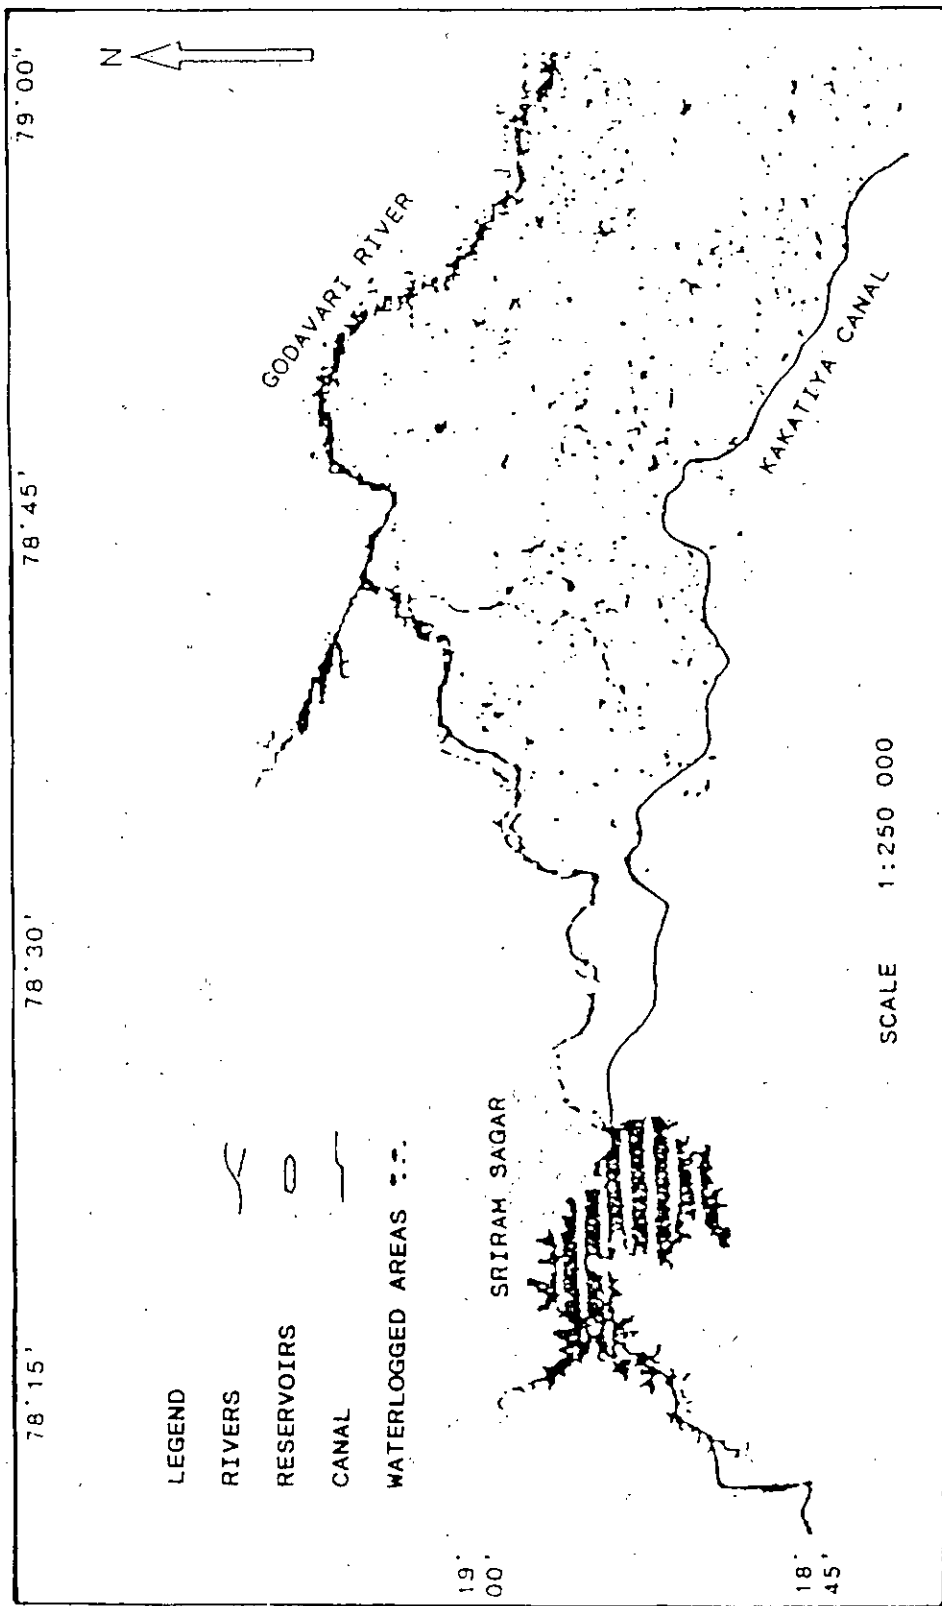 78°15'
78°30'
78°45'
79°00'
N
LEGEND
RIVERS
RESERVOIRS
CANAL
WATERLOGGED AREAS
GODAVARI RIVER
SRIRAM SAGAR
KAKATIYA CANAL
19°
00'
18°
45'
SCALE 1:250 000